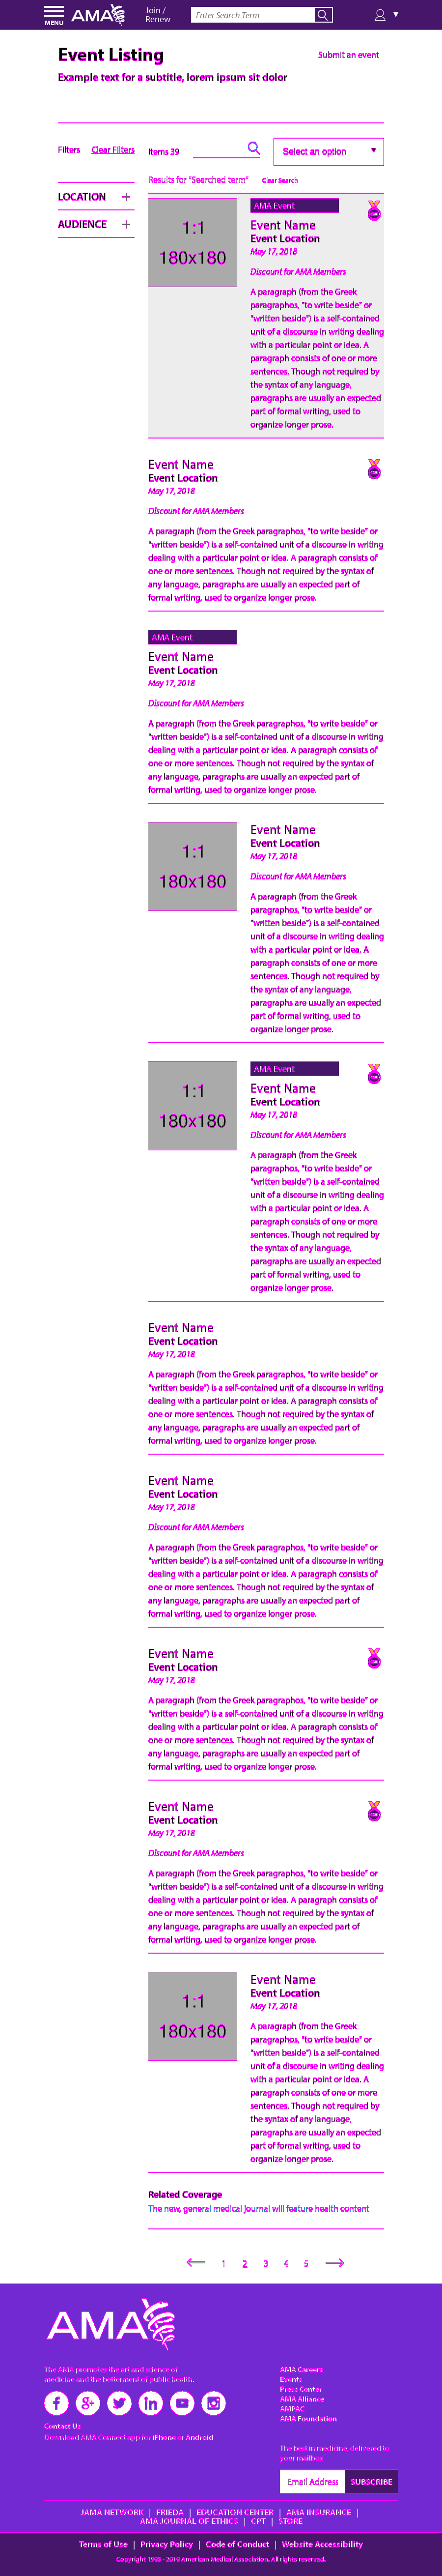 MENU
AMA
Join /
Renew
Enter Search Term
Event Listing
Submit an event
Example text for a subtitle, lorem ipsum sit dolor
Filters
Clear Filters
Items 39
Select an option
Results for "Searched term"
Clear Search
LOCATION
AUDIENCE
1:1
180x180
AMA Event
Event Name
Event Location
May 17, 2018
Discount for AMA Members
A paragraph (from the Greek
paragraphos, "to write beside" or
"written beside") is a self-contained
unit of a discourse in writing dealing
with a particular point or idea. A
paragraph consists of one or more
sentences. Though not required by
the syntax of any language,
paragraphs are usually an expected
part of formal writing, used to
organize longer prose.
Event Name
Event Location
May 17, 2018
Discount for AMA Members
A paragraph (from the Greek paragraphos, "to write beside" or
"written beside") is a self-contained unit of a discourse in writing
dealing with a particular point or idea. A paragraph consists of
one or more sentences. Though not required by the syntax of
any language, paragraphs are usually an expected part of
formal writing, used to organize longer prose.
AMA Event
Event Name
Event Location
May 17, 2018
Discount for AMA Members
A paragraph (from the Greek paragraphos, "to write beside" or
"written beside") is a self-contained unit of a discourse in writing
dealing with a particular point or idea. A paragraph consists of
one or more sentences. Though not required by the syntax of
any language, paragraphs are usually an expected part of
formal writing, used to organize longer prose.
1:1
180x180
Event Name
Event Location
May 17, 2018
Discount for AMA Members
A paragraph (from the Greek
paragraphos, "to write beside" or
"written beside") is a self-contained
unit of a discourse in writing dealing
with a particular point or idea. A
paragraph consists of one or more
sentences. Though not required by
the syntax of any language,
paragraphs are usually an expected
part of formal writing, used to
organize longer prose.
1:1
180x180
AMA Event
Event Name
Event Location
May 17, 2018
Discount for AMA Members
A paragraph (from the Greek
paragraphos, "to write beside" or
"written beside") is a self-contained
unit of a discourse in writing dealing
with a particular point or idea. A
paragraph consists of one or more
sentences. Though not required by
the syntax of any language,
paragraphs are usually an expected
part of formal writing, used to
organize longer prose.
Event Name
Event Location
May 17, 2018
A paragraph (from the Greek paragraphos, "to write beside" or
"written beside") is a self-contained unit of a discourse in writing
dealing with a particular point or idea. A paragraph consists of
one or more sentences. Though not required by the syntax of
any language, paragraphs are usually an expected part of
formal writing, used to organize longer prose.
Event Name
Event Location
May 17, 2018
Discount for AMA Members
A paragraph (from the Greek paragraphos, "to write beside" or
"written beside") is a self-contained unit of a discourse in writing
dealing with a particular point or idea. A paragraph consists of
one or more sentences. Though not required by the syntax of
any language, paragraphs are usually an expected part of
formal writing, used to organize longer prose.
Event Name
Event Location
May 17, 2018
A paragraph (from the Greek paragraphos, "to write beside" or
"written beside") is a self-contained unit of a discourse in writing
dealing with a particular point or idea. A paragraph consists of
one or more sentences. Though not required by the syntax of
any language, paragraphs are usually an expected part of
formal writing, used to organize longer prose.
Event Name
Event Location
May 17, 2018
Discount for AMA Members
A paragraph (from the Greek paragraphos, "to write beside" or
"written beside") is a self-contained unit of a discourse in writing
dealing with a particular point or idea. A paragraph consists of
one or more sentences. Though not required by the syntax of
any language, paragraphs are usually an expected part of
formal writing, used to organize longer prose.
1:1
180x180
Event Name
Event Location
May 17, 2018
A paragraph (from the Greek
paragraphos, "to write beside" or
"written beside") is a self-contained
unit of a discourse in writing dealing
with a particular point or idea. A
paragraph consists of one or more
sentences. Though not required by
the syntax of any language,
paragraphs are usually an expected
part of formal writing, used to
organize longer prose.
Related Coverage
The new, general medical journal will feature health content
1 2 3 4 5
AMA
The AMA promotes the art and science of
medicine and the betterment of public health.
Contact Us
Download AMA Connect app for iPhone or Android
AMA Careers
Events
Press Center
AMA Alliance
AMPAC
AMA Foundation
The best in medicine, delivered to
your mailbox
Email Address
SUBSCRIBE
JAMA NETWORK | FRIEDA | EDUCATION CENTER | AMA INSURANCE |
AMA JOURNAL OF ETHICS | CPT | STORE
Terms of Use | Privacy Policy | Code of Conduct | Website Accessibility
Copyright 1995 - 2019 American Medical Association. All rights reserved.